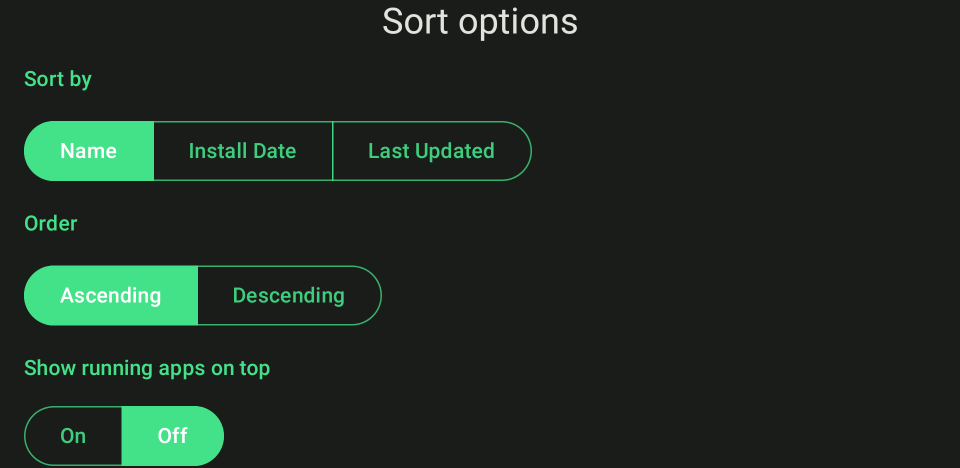 Sort options
Sort by
Name Install Date Last Updated
Order
Ascending Descending
Show running apps on top
On Off